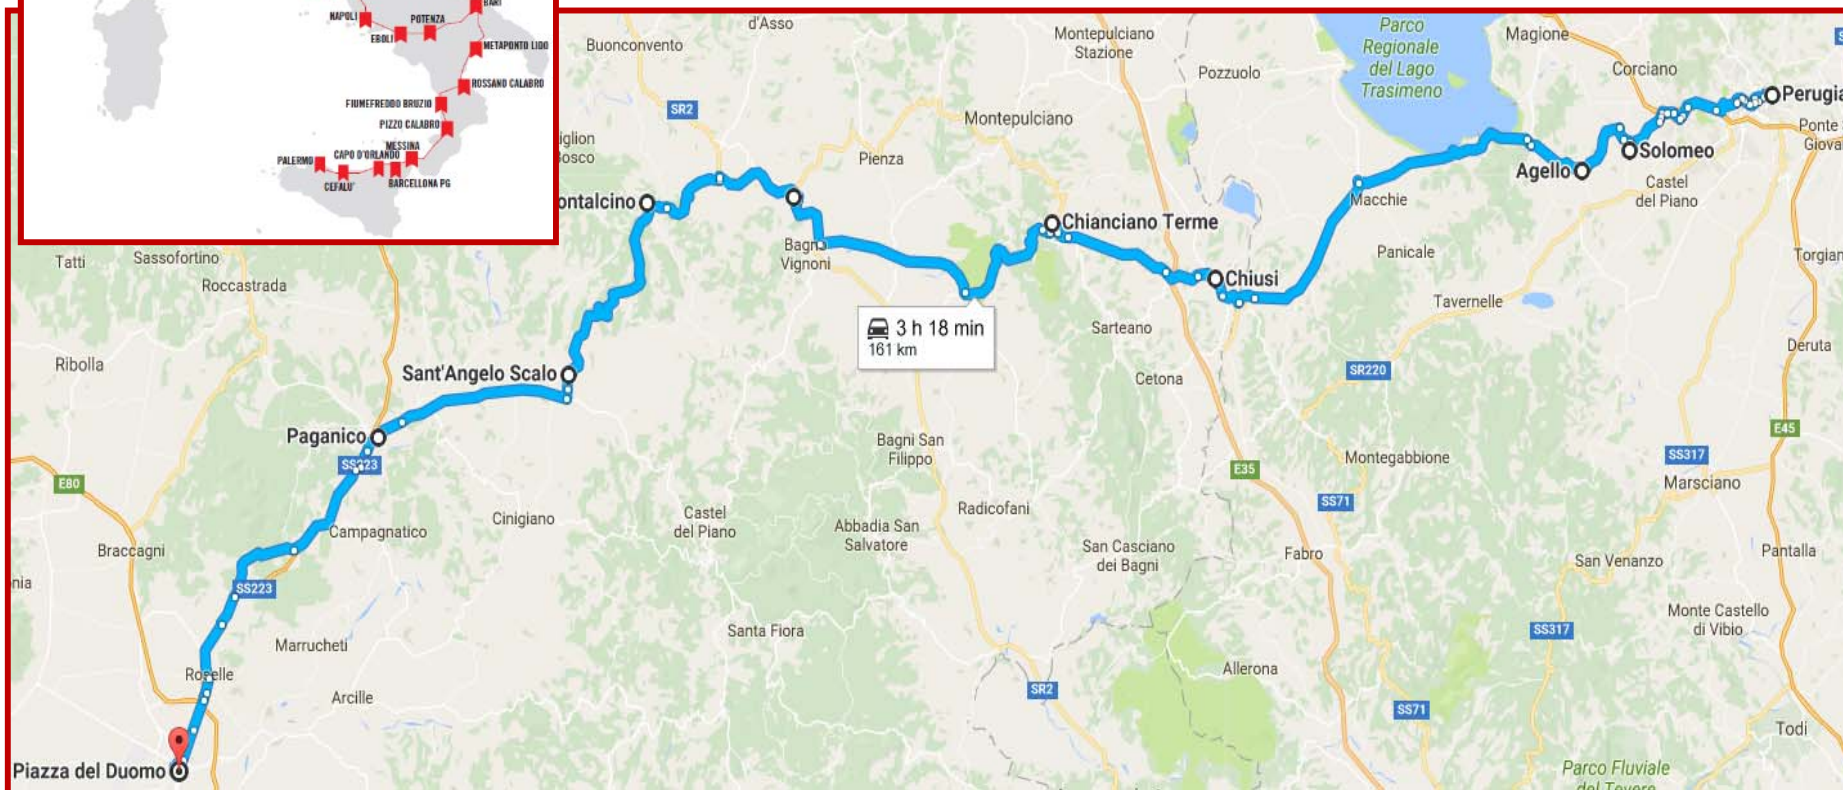 NAPOLI
POTENZA
BARI
EBOLI
METAPONTO LIDO
ROSSANO CALABRO
FIUMEFREDDO BRUZIO
PIZZO CALABRO
MESSINA
CAPO D'ORLANDO
PALERMO
CEFALU'
BARCELLONA PG
d'Asso
Buonconvento
Montepulciano
Stazione
Pozzuolo
Parco
Regionale
del Lago
Trasimeno
Magione
Corciano
Perugia
Ponte
SR2
Montepulciano
Pienza
Solomeo
Agello
Castel
del Piano
Macchie
ontalcino
Chianciano Terme
Bagno
Vignoni
Panicale
Torgian
Tatti
Sassofortino
Roccastrada
Chiusi
Tavernelle
3 h 18 min
161 km
Sarteano
Deruta
Ribolla
Sant'Angelo Scalo
Cetona
SR220
Paganico
SS223
Bagni San
Filippo
E45
E80
E35
Montegabbione
SS317
Marsciano
SS71
Radicofani
Castel
del Piano
Abbadia San
Salvatore
Cinigiano
Campagnatico
Braccagni
San Casciano
dei Bagni
Fabro
San Venanzo
Pantalla
SS223
Monte Castello
di Vibio
Santa Fiora
SS317
Marrucheti
Allerona
Roselle
Arcille
SR2
SS71
Todi
Piazza del Duomo
Parco Fluviale
del Tevere